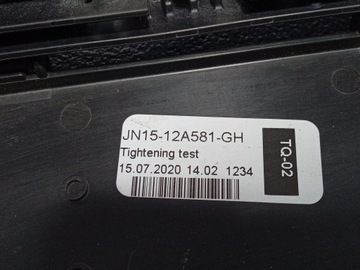 JN15-12A581-GH
Tightening test
15.07.2020 14.02 1234
TQ-02